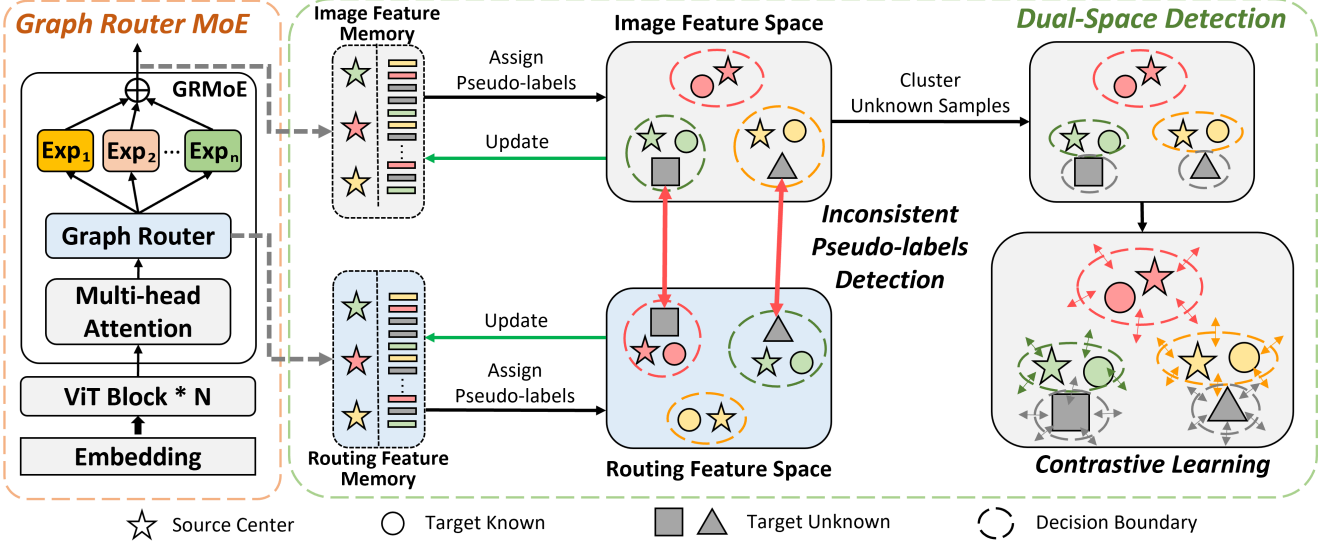 Graph Router MoE
GRMoE
Exp1
Exp2
...
Expn
Graph Router
Multi-head
Attention
ViT Block * N
Embedding
Dual-Space Detection
Image Feature
Memory
Assign
Pseudo-labels
Update
Image Feature Space
Cluster
Unknown Samples
Inconsistent
Pseudo-labels
Detection
Update
Assign
Pseudo-labels
Routing Feature
Memory
Routing Feature Space
Contrastive Learning
Source Center
Target Known
Target Unknown
Decision Boundary